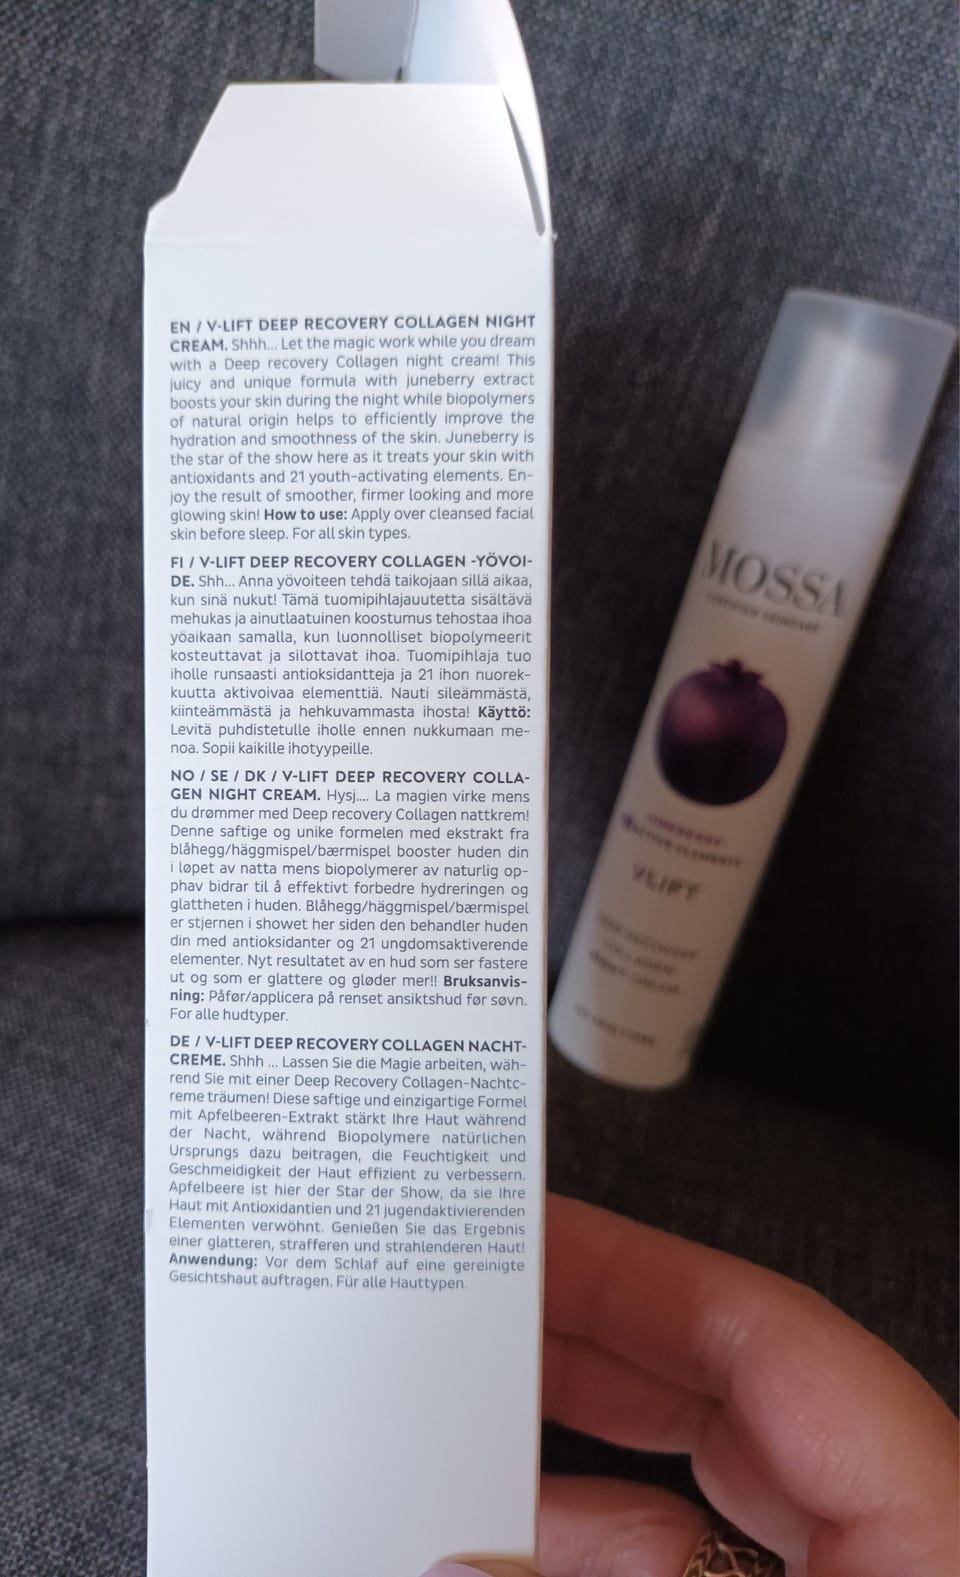 EN / V-LIFT DEEP RECOVERY COLLAGEN NIGHT
CREAM. Shhh... Let the magic work while you dream
with a Deep recovery Collagen night cream! This
juicy and unique formula with juneberry extract
boosts your skin during the night while biopolymers
of natural origin helps to efficiently improve the
hydration and smoothness of the skin. Juneberry is
the star of the show here as it treats your skin with
antioxidants and 21 youth-activating elements. En-
joy the result of smoother, firmer looking and more
glowing skin! How to use: Apply over cleansed facial
skin before sleep. For all skin types.
FI / V-LIFT DEEP RECOVERY COLLAGEN -YÖVOI-
DE. Shh... Anna yövoiteen tehdä taikojaan sillä aikaa,
kun sinä nukut! Tämä tuomipihlajauutetta sisältävä
mehukas ja ainutlaatuinen koostumus tehostaa ihoa
yöaikaan samalla, kun luonnolliset biopolymeerit
kosteuttavat ja silottavat ihoa. Tuomipihlaja tuo
iholle runsaasti antioksidantteja ja 21 ihon nuorek-
kuutta aktivoivaa elementtiä. Nauti sileämmästä,
kiinteämmästä ja hehkuvammasta ihosta! Käyttö:
Levitä puhdistetulle iholle ennen nukkumaan me-
noa. Sopii kaikille ihotyypeille.
NO / SE / DK / V-LIFT DEEP RECOVERY COLLA-
GEN NIGHT CREAM. Hysj.... La magien virke mens
du drømmer med Deep recovery Collagen nattkrem!
Denne saftige og unike formelen med ekstrakt fra
blåhegg/häggmispel/bærmispel booster huden din
i løpet av natta mens biopolymerer av naturlig op-
phav bidrar til å effektivt forbedre hydreringen og
glattheten i huden. Blåhegg/häggmispel/bærmispel
er stjernen i showet her siden den behandler huden
din med antioksidanter og 21 ungdomsaktiverende
elementer. Nyt resultatet av en hud som ser fastere
ut og som er glattere og gløder mer!! Bruksanvis-
ning: Påfør/applicera på renset ansiktshud før søvn.
For alle hudtyper.
DE / V-LIFT DEEP RECOVERY COLLAGEN NACHT-
CREME. Shhh ... Lassen Sie die Magie arbeiten, wäh-
rend Sie mit einer Deep Recovery Collagen-Nachtc-
reme träumen! Diese saftige und einzigartige Formel
mit Apfelbeeren-Extrakt stärkt Ihre Haut während
der Nacht, während Biopolymere natürlichen
Ursprungs dazu beitragen, die Feuchtigkeit und
Geschmeidigkeit der Haut effizient zu verbessern.
Apfelbeere ist hier der Star der Show, da sie Ihre
Haut mit Antioxidantien und 21 jugendaktivierenden
Elementen verwöhnt. Genießen Sie das Ergebnis
einer glatteren, strafferen und strahlenderen Haut!
Anwendung: Vor dem Schlaf auf eine gereinigte
Gesichtshaut auftragen. Für alle Hauttypen.
MOSSA
CERTIFIED SKINCARE
JUNEBERRY
ACTIVE ELEMENTS
V LIFT
DEEP RECOVERY
COLLAGEN
NIGHT CREAM